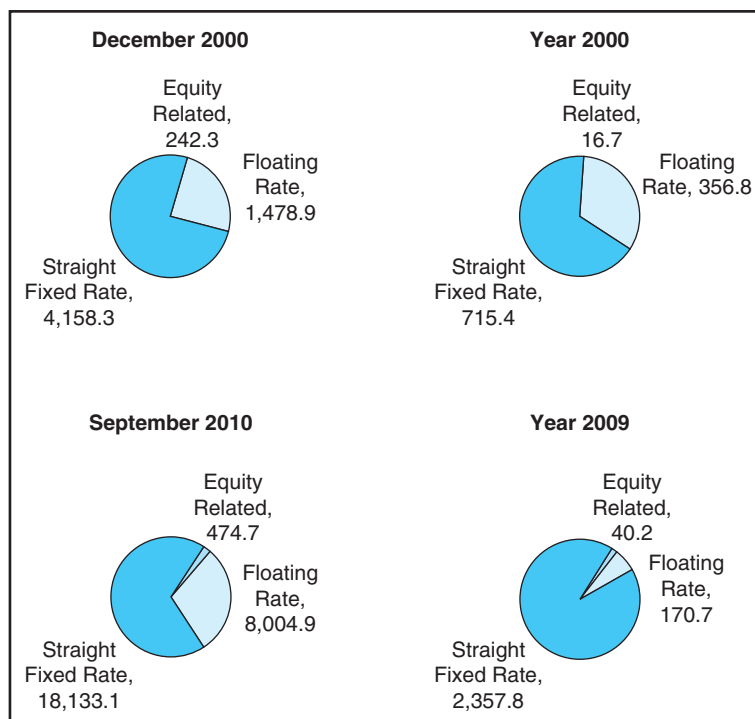 December 2000
Equity
Related,
242.3
Floating
Rate,
1,478.9
Straight
Fixed Rate,
4,158.3
Year 2000
Equity
Related,
16.7
Floating
Rate, 356.8
Straight
Fixed Rate,
715.4
September 2010
Equity
Related,
474.7
Floating
Rate,
8,004.9
Straight
Fixed Rate,
18,133.1
Year 2009
Equity
Related,
40.2
Floating
Rate,
170.7
Straight
Fixed Rate,
2,357.8